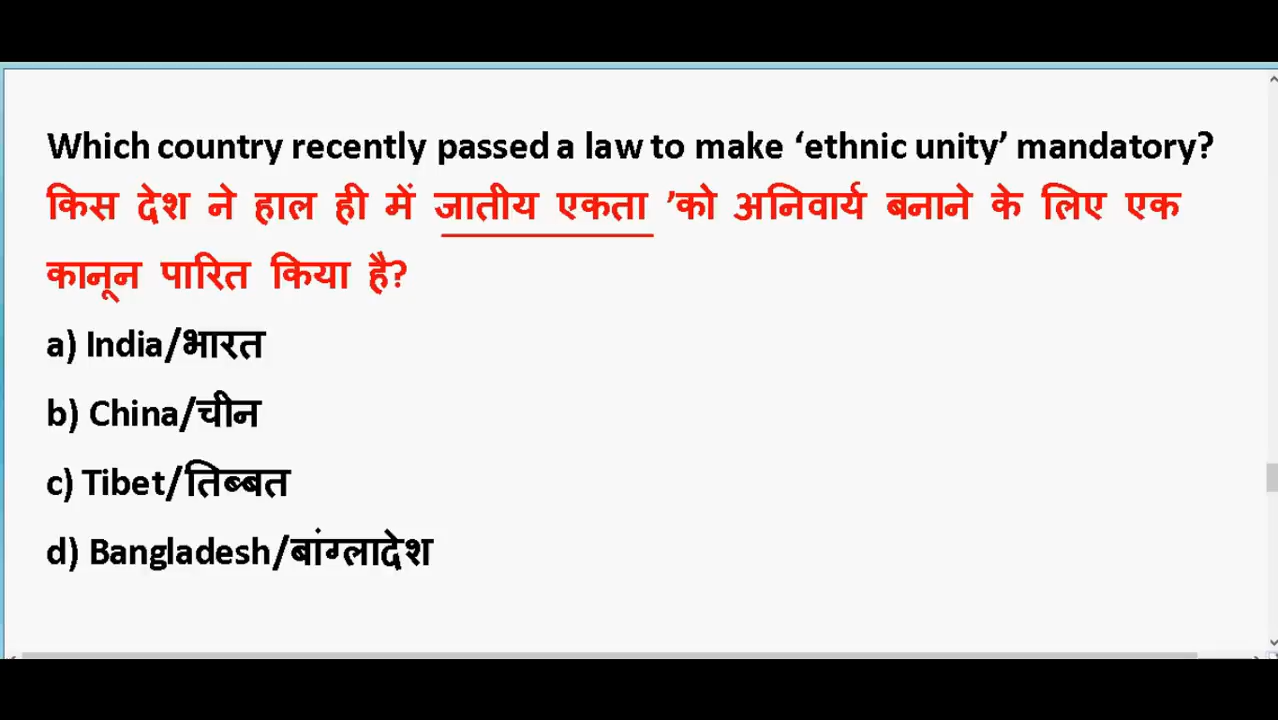 Which country recently passed a law to make ‘ethnic unity’ mandatory?
किस देश ने हाल ही में जातीय एकता ’को अनिवार्य बनाने के लिए एक
कानून पारित किया है?
a) India/भारत
b) China/चीन
c) Tibet/तिब्बत
d) Bangladesh/बांग्लादेश